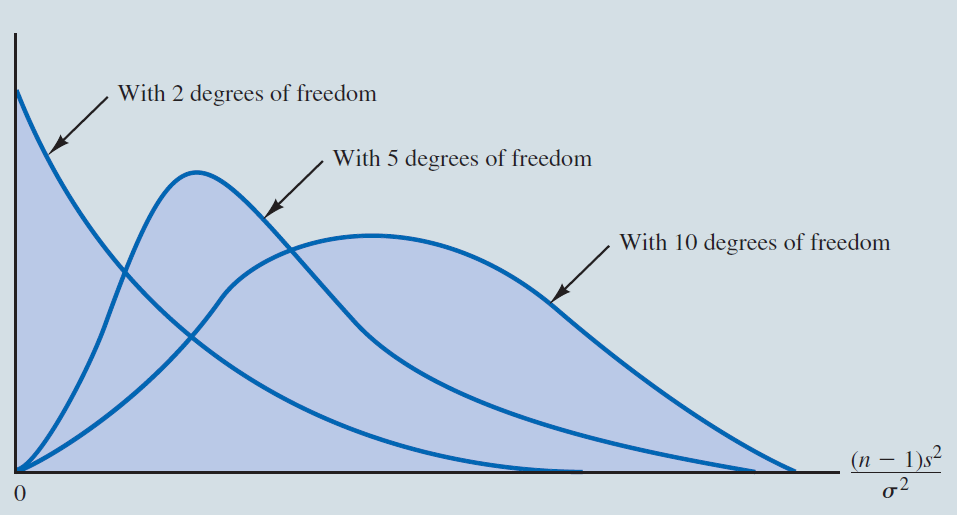 With 2 degrees of freedom
With 5 degrees of freedom
With 10 degrees of freedom
(n − 1)s²
σ²
0